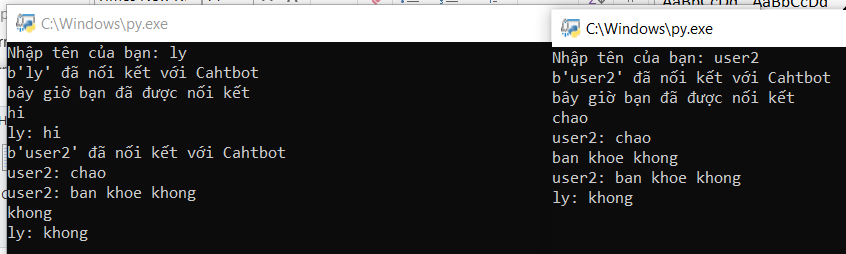 C:\Windows\py.exe
Nhập tên của bạn: ly
b'ly' đã nối kết với Cahtbot
bây giờ bạn đã được nối kết
hi
ly: hi
b'user2' đã nối kết với Cahtbot
user2: chao
user2: ban khoe khong
khong
ly: khong
C:\Windows\py.exe
Nhập tên của bạn: user2
b'user2' đã nối kết với Cahtbot
bây giờ bạn đã được nối kết
chao
user2: chao
ban khoe khong
user2: ban khoe khong
ly: khong